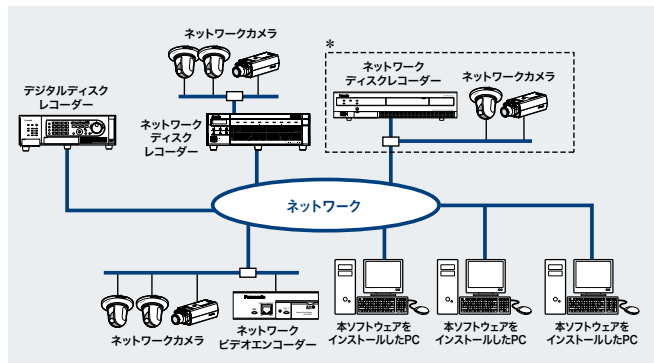 ネットワークカメラ
*
ネットワーク
ディスクレコーダー
ネットワークカメラ
デジタルディスク
レコーダー
ネットワーク
ディスク
レコーダー
ネットワーク
Panasonic
ネットワークカメラ
ネットワーク
ビデオエンコーダー
本ソフトウェアを
インストールしたPC
本ソフトウェアを
インストールしたPC
本ソフトウェアを
インストールしたPC